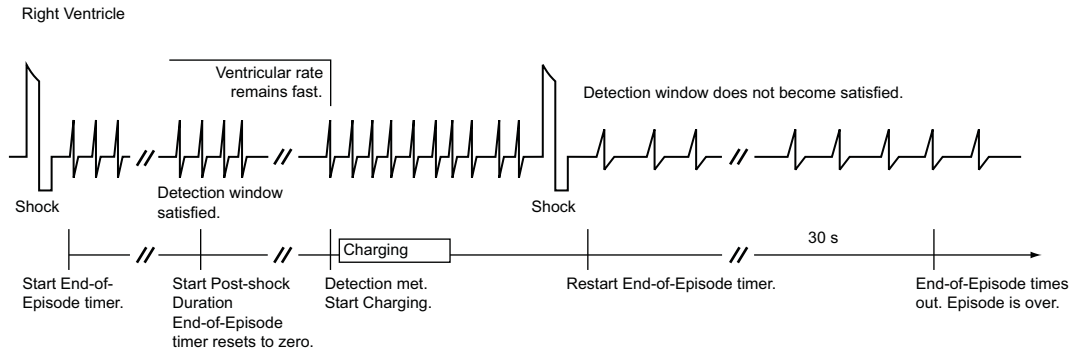 Right Ventricle
Ventricular rate
remains fast.
Detection window does not become satisfied.
Shock
Detection window
satisfied.
Shock
Charging
30 s
Start End-of-
Episode timer.
Start Post-shock
Duration
End-of-Episode
timer resets to zero.
Detection met.
Start Charging.
Restart End-of-Episode timer.
End-of-Episode times
out. Episode is over.